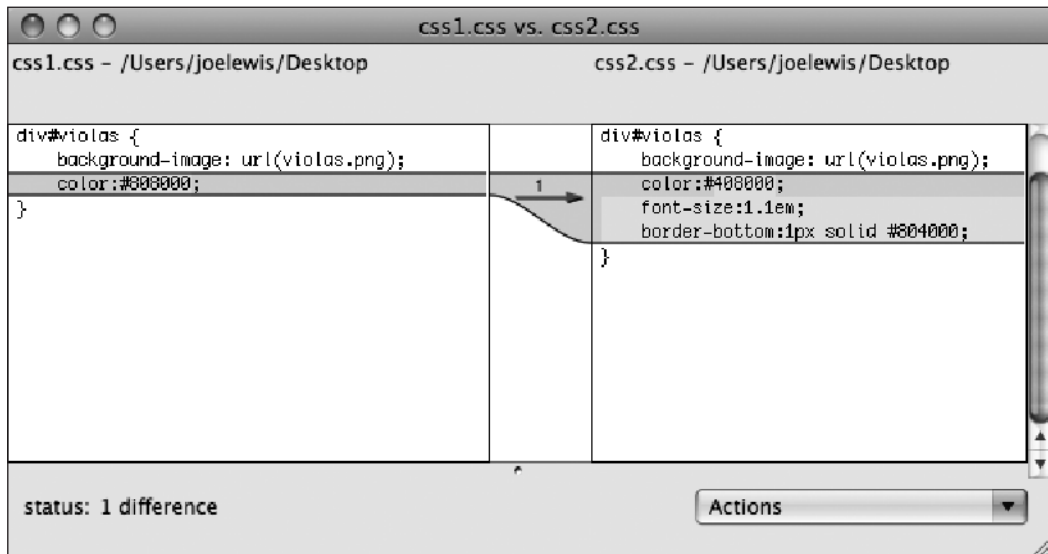 css1.css vs. css2.css
css1.css – /Users/joelewis/Desktop
css2.css – /Users/joelewis/Desktop
div#violas {
    background-image: url(violas.png);
    color:#808000;
}
1
div#violas {
    background-image: url(violas.png);
    color:#408000;
    font-size:1.1em;
    border-bottom:1px solid #804000;
}
status: 1 difference
Actions